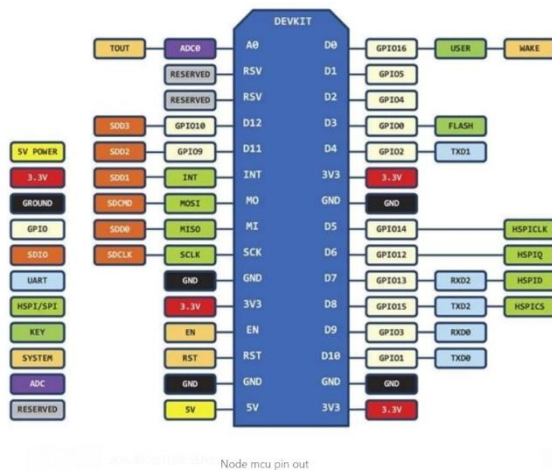 DEVKIT
TOUT ADC0 A0 D0 GPIO16 USER WAKE
RESERVED RSV D1 GPIO5
RESERVED RSV D2 GPIO4
SDD3 GPIO10 D12 D3 GPIO0 FLASH
5V POWER SDD2 GPIO9 D11 D4 GPIO2 TXD1
3.3V SDD1 INT INT 3V3 3.3V
GROUND SDCMD MOSI MO GND GND
GPIO SDD0 MISO MI D5 GPIO14 HSPICLK
SDIO SDCLK SCLK SCK D6 GPIO12 HSPIQ
UART GND GND D7 GPIO13 RXD2 HSPID
HSPI/SPI 3.3V 3V3 D8 GPIO15 TXD2 HSPICS
KEY EN EN D9 GPIO3 RXD0
SYSTEM RST RST D10 GPIO1 TXD0
ADC GND GND GND GND
RESERVED 5V 5V 3V3 3.3V
Node mcu pin out